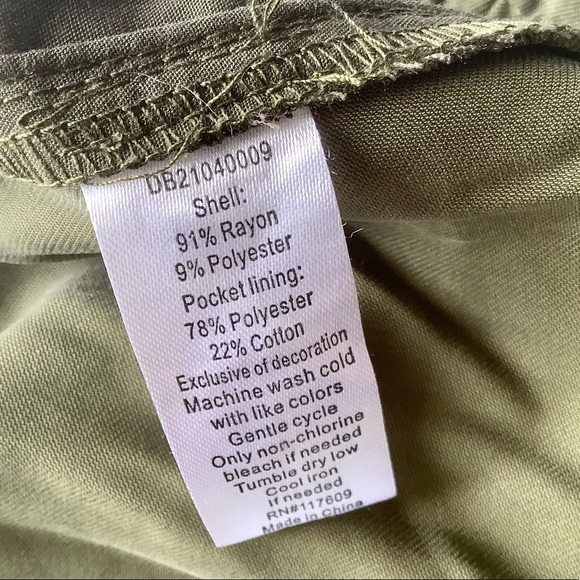 DB21040009
Shell:
91% Rayon
9% Polyester
Pocket lining:
78% Polyester
22% Cotton
Exclusive of decoration
Machine wash cold
with like colors
Gentle cycle
Only non-chlorine
bleach if needed
Tumble dry low
Cool iron
if needed
RN#117609
Made in China